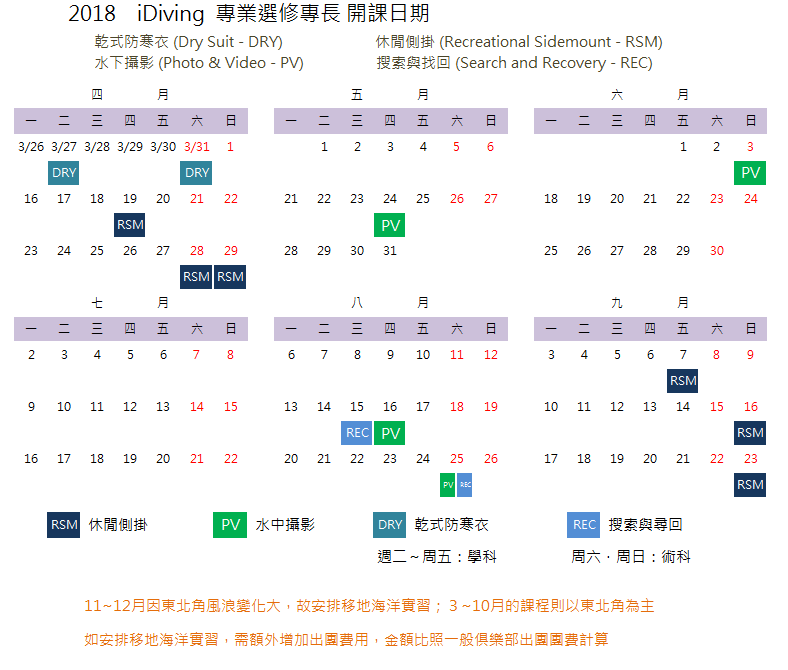 2018 iDiving 專業選修專長 開課日期
乾式防寒衣 (Dry Suit - DRY) 休閒側掛 (Recreational Sidemount - RSM)
水下攝影 (Photo & Video - PV) 搜索與找回 (Search and Recovery - REC)
四 月 五 月 六 月
一 二 三 四 五 六 日 一 二 三 四 五 六 日 一 二 三 四 五 六 日
3/26 3/27 3/28 3/29 3/30 3/31 1 1 2 3 4 5 6 1 2 3
DRY DRY PV
16 17 18 19 20 21 22 21 22 23 24 25 26 27 18 19 20 21 22 23 24
RSM PV
23 24 25 26 27 28 29 28 29 30 31 25 26 27 28 29 30
RSM RSM
七 月 八 月 九 月
一 二 三 四 五 六 日 一 二 三 四 五 六 日 一 二 三 四 五 六 日
2 3 4 5 6 7 8 6 7 8 9 10 11 12 3 4 5 6 7 8 9
RSM
9 10 11 12 13 14 15 13 14 15 16 17 18 19 10 11 12 13 14 15 16
REC PV RSM
16 17 18 19 20 21 22 20 21 22 23 24 25 26 17 18 19 20 21 22 23
PV REC RSM
RSM 休閒側掛 PV 水中攝影 DRY 乾式防寒衣 REC 搜索與尋回
週二～周五：學科 周六．周日：術科
11~12月因東北角風浪變化大，故安排移地海洋實習；３~10月的課程則以東北角為主
如安排移地海洋實習，需額外增加出團費用，金額比照一般俱樂部出團團費計算